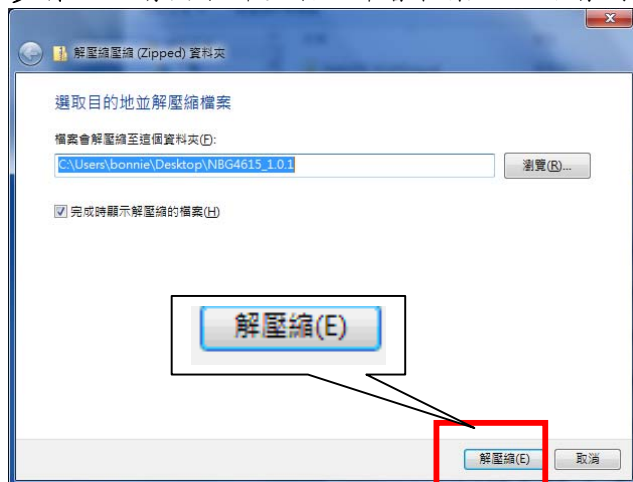 解壓縮壓縮 (Zipped) 資料夾
選取目的地並解壓縮檔案
檔案會解壓縮至這個資料夾(F):
C:\Users\bonnie\Desktop\NBG4615_1.0.1
瀏覽(R)...
完成時顯示解壓縮的檔案(H)
解壓縮(E)
解壓縮(E)
取消